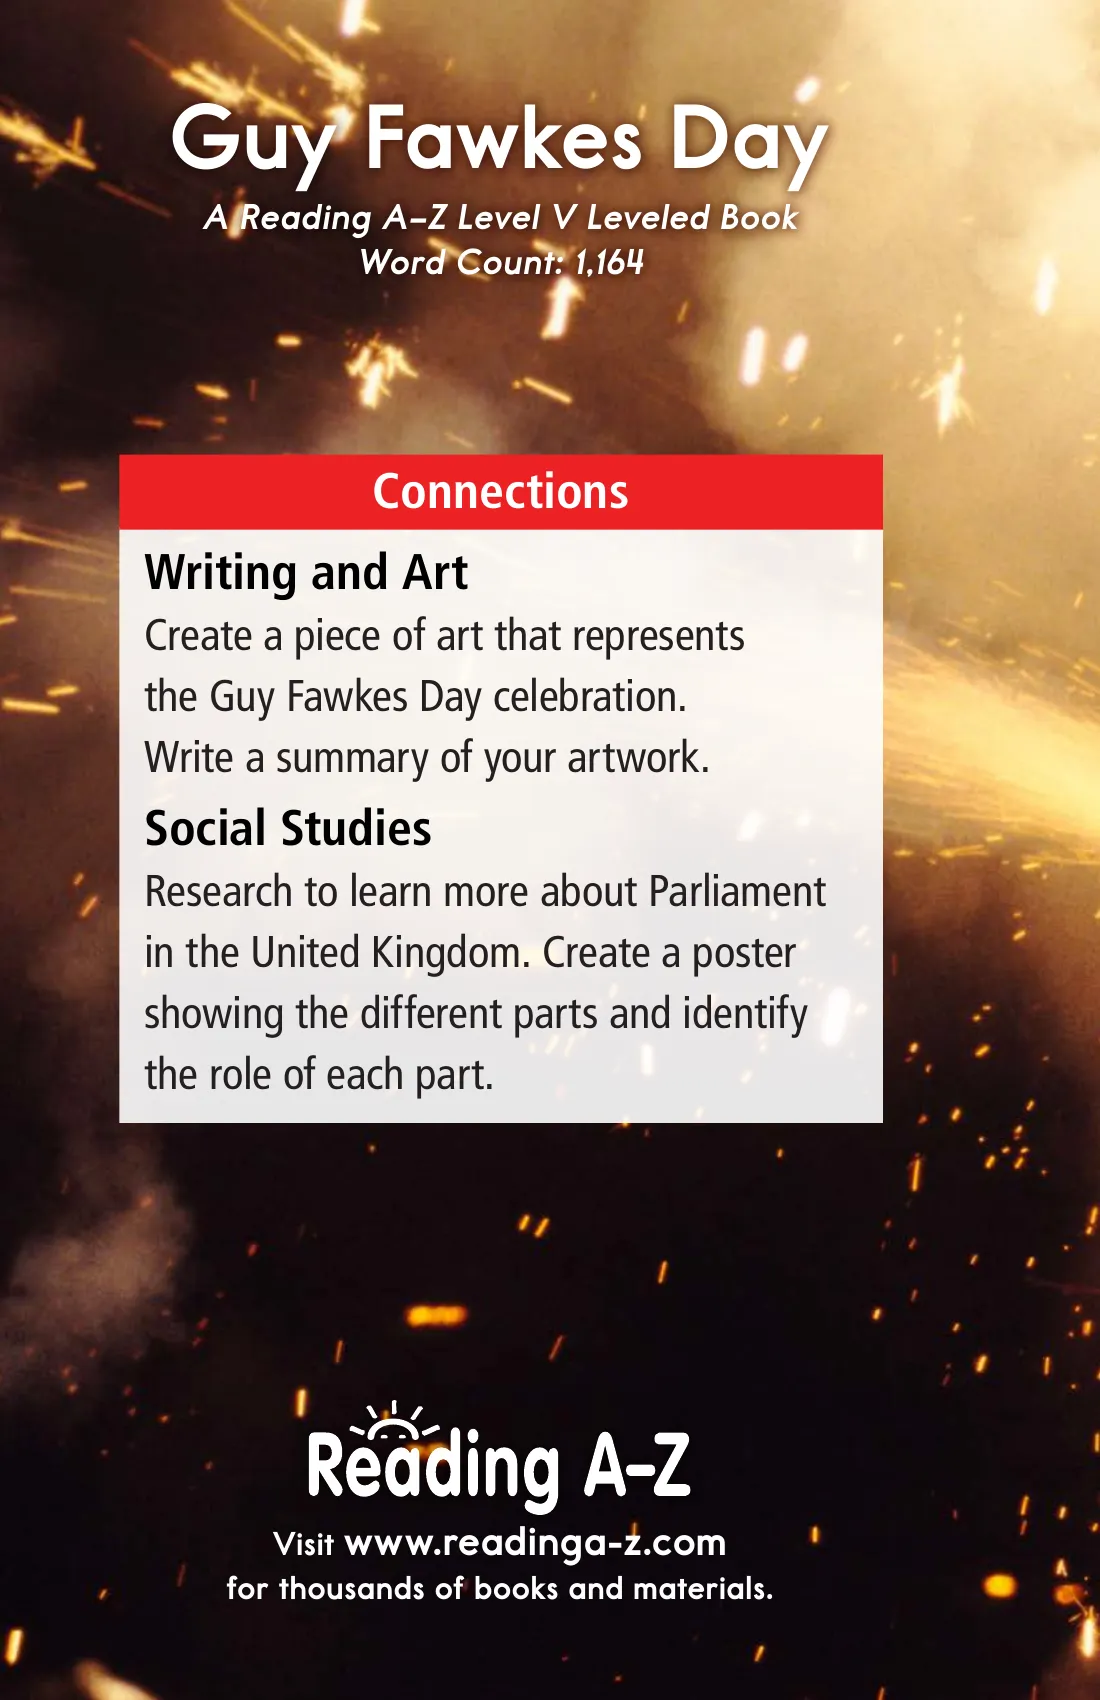 Guy Fawkes Day
A Reading A–Z Level V Leveled Book
Word Count: 1,164
Connections
Writing and Art
Create a piece of art that represents
the Guy Fawkes Day celebration.
Write a summary of your artwork.
Social Studies
Research to learn more about Parliament
in the United Kingdom. Create a poster
showing the different parts and identify
the role of each part.
Reading A–Z
Visit www.readinga-z.com
for thousands of books and materials.